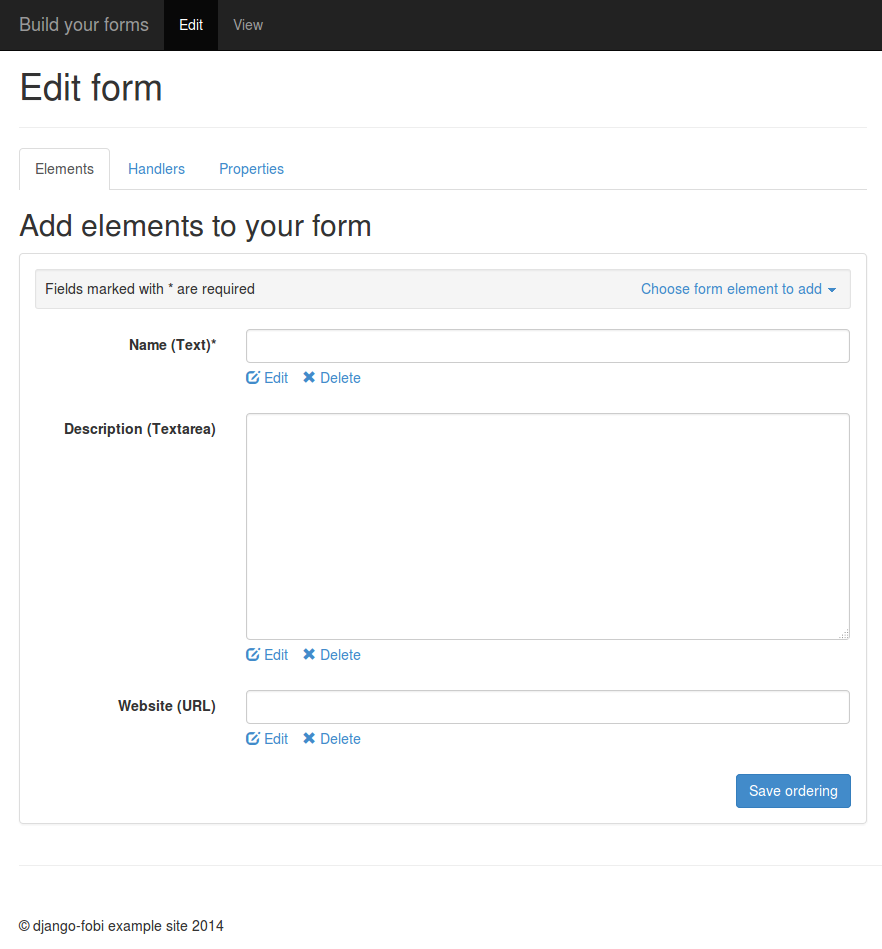 Build your forms Edit View
Edit form
Elements Handlers Properties
Add elements to your form
Fields marked with * are required Choose form element to add
Name (Text)*
Edit Delete
Description (Textarea)
Edit Delete
Website (URL)
Edit Delete
Save ordering
© django-fobi example site 2014